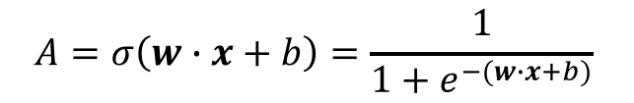 A = σ(w · x + b) = 1 / (1 + e^−(w·x+b))